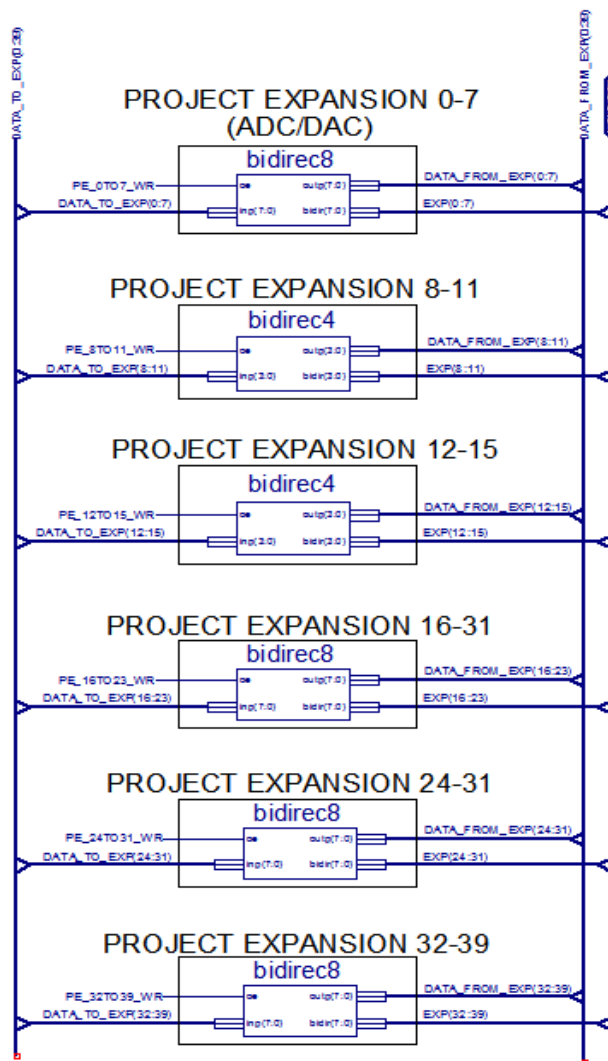 DATA_TO_EXP(0:39)
DATA_FROM_EXP(0:39)
PROJECT EXPANSION 0-7
(ADC/DAC)
bidirec8
PE_0TO7_WR
oe
outp(7:0)
DATA_FROM_EXP(0:7)
DATA_TO_EXP(0:7)
inp(7:0)
bidir(7:0)
EXP(0:7)
PROJECT EXPANSION 8-11
bidirec4
PE_8TO11_WR
oe
outp(3:0)
DATA_FROM_EXP(8:11)
DATA_TO_EXP(8:11)
inp(3:0)
bidir(3:0)
EXP(8:11)
PROJECT EXPANSION 12-15
bidirec4
PE_12TO15_WR
oe
outp(3:0)
DATA_FROM_EXP(12:15)
DATA_TO_EXP(12:15)
inp(3:0)
bidir(3:0)
EXP(12:15)
PROJECT EXPANSION 16-31
bidirec8
PE_16TO23_WR
oe
outp(7:0)
DATA_FROM_EXP(16:23)
DATA_TO_EXP(16:23)
inp(7:0)
bidir(7:0)
EXP(16:23)
PROJECT EXPANSION 24-31
bidirec8
PE_24TO31_WR
oe
outp(7:0)
DATA_FROM_EXP(24:31)
DATA_TO_EXP(24:31)
inp(7:0)
bidir(7:0)
EXP(24:31)
PROJECT EXPANSION 32-39
bidirec8
PE_32TO39_WR
oe
outp(7:0)
DATA_FROM_EXP(32:39)
DATA_TO_EXP(32:39)
inp(7:0)
bidir(7:0)
EXP(32:39)